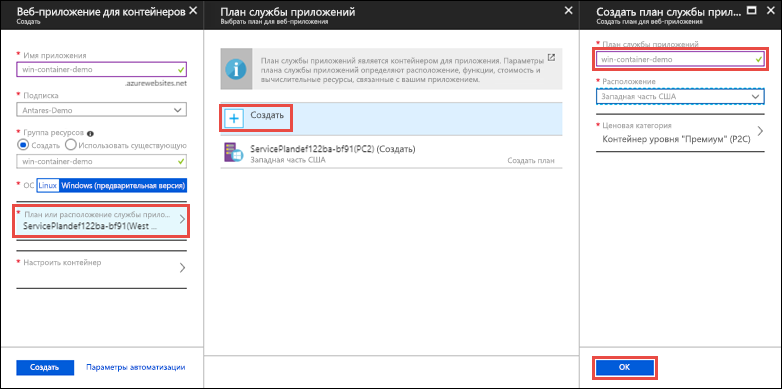 Веб-приложение для контейнеров
Создать
* Имя приложения
win-container-demo
.azurewebsites.net
* Подписка
Antares-Demo
* Группа ресурсов
Создать Использовать существующую
win-container-demo
* ОС Linux Windows (предварительная версия)
* План или расположение службы прило...
ServicePlandef122ba-bf91(West ...
* Настроить контейнер
Создать Параметры автоматизации
План службы приложений
Выбрать план для веб-приложения
План службы приложений является контейнером для приложения. Параметры
плана службы приложений определяют расположение, функции, стоимость и
вычислительные ресурсы, связанные с вашим приложением.
Создать
ServicePlandef122ba-bf91(PC2) (Создать)
Западная часть США
Создать план
Создать план службы прил...
Создать план для веб-приложения
* План службы приложений
win-container-demo
* Расположение
Западная часть США
* Ценовая категория
Контейнер уровня "Премиум" (P2C)
OK